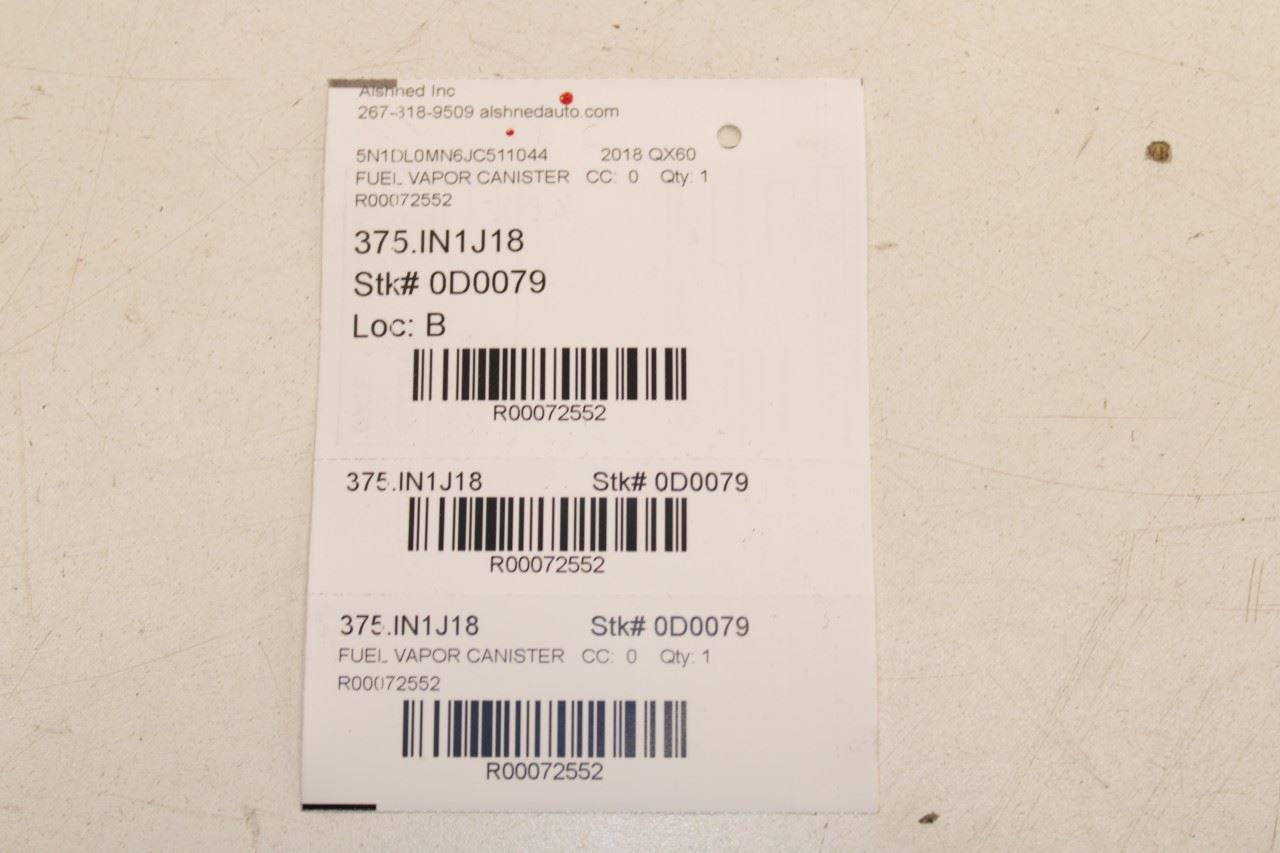 Alshned Inc
267-318-9509 alshnedauto.com
5N1DL0MN6JC511044 2018 QX60
FUEL VAPOR CANISTER CC: 0 Qty: 1
R00072552
375.IN1J18
Stk# 0D0079
Loc: B
R00072552
375.IN1J18 Stk# 0D0079
R00072552
375.IN1J18 Stk# 0D0079
FUEL VAPOR CANISTER CC: 0 Qty: 1
R00072552
R00072552